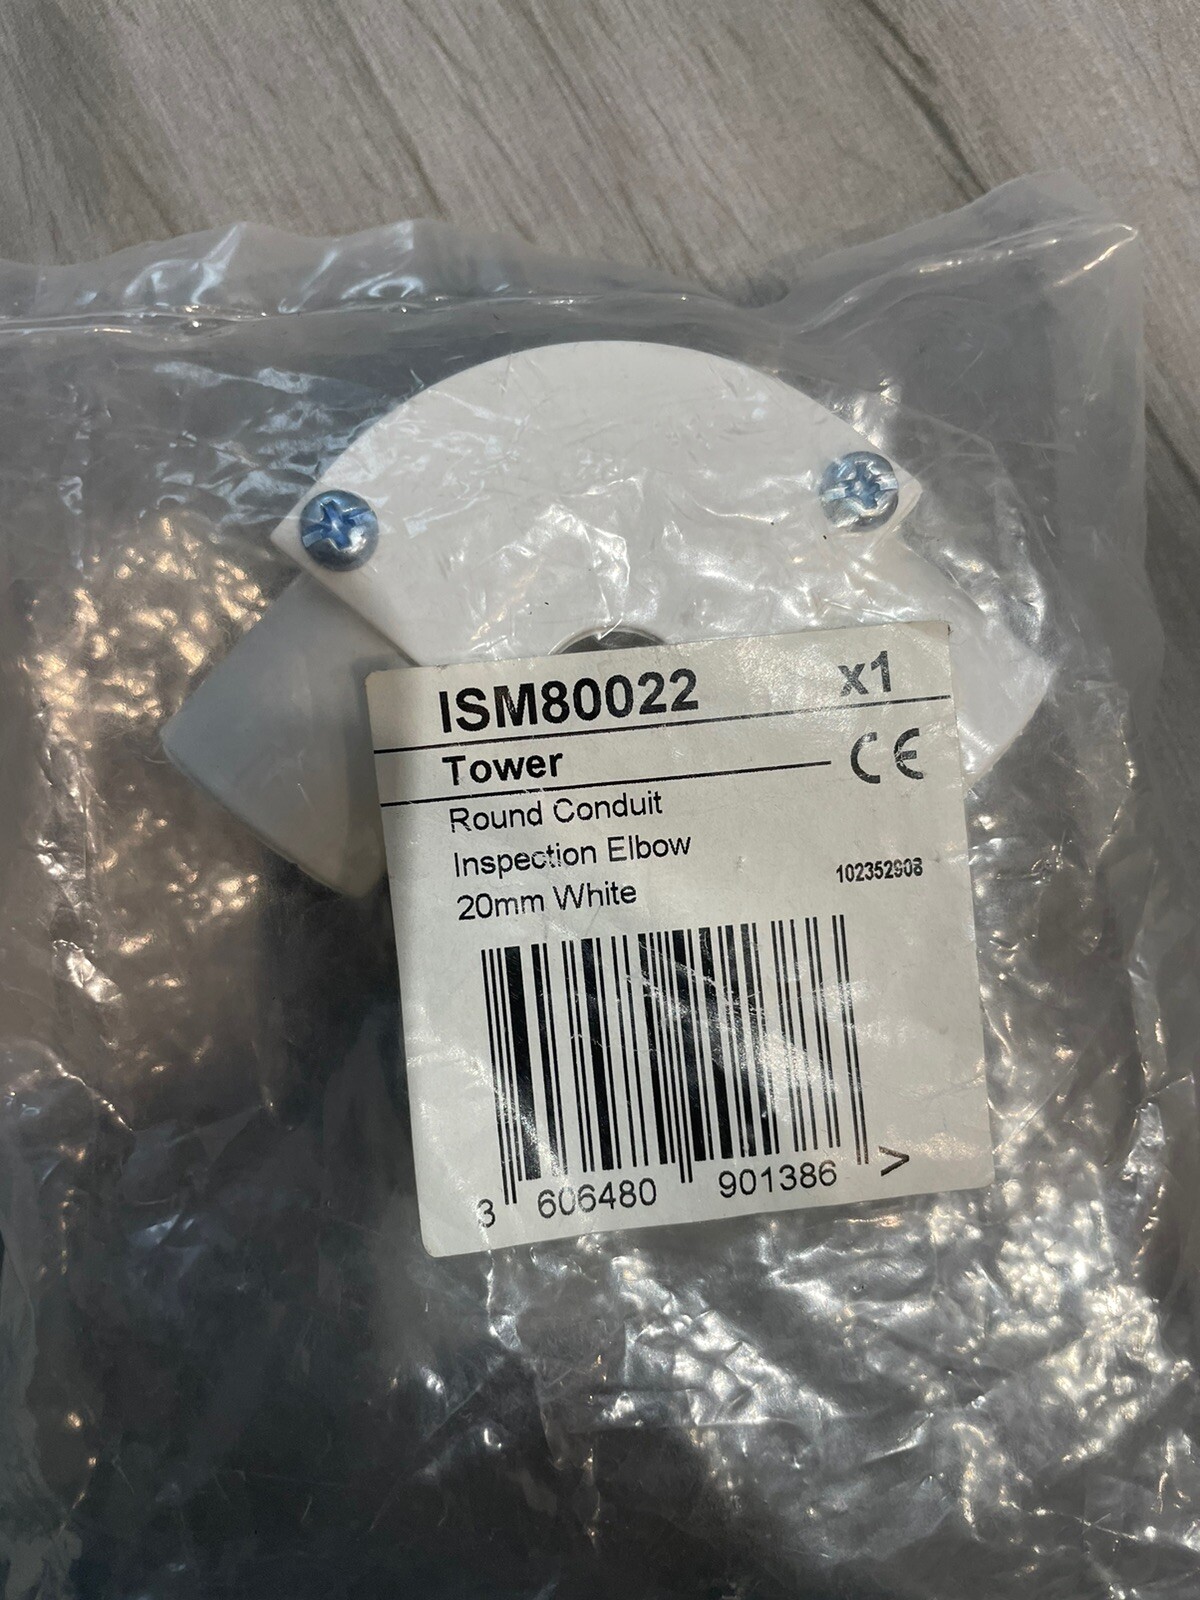 ISM80022 x1
Tower CE
Round Conduit
Inspection Elbow
20mm White 102352908
3 606480 901386 >